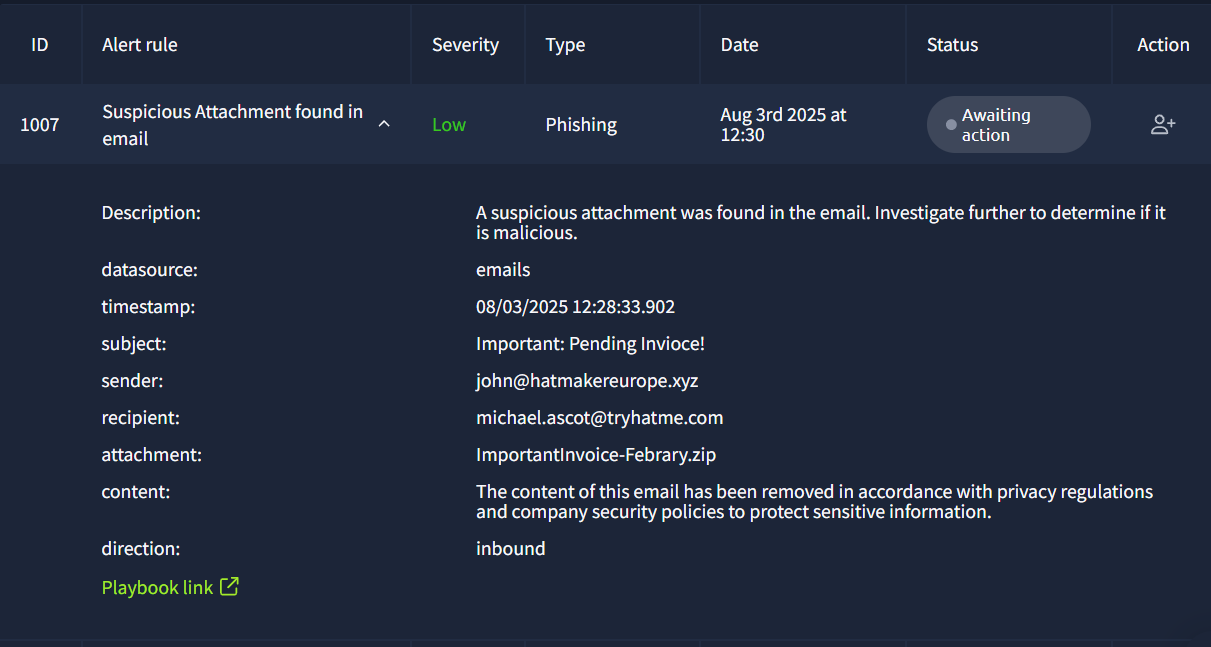 ID Alert rule Severity Type Date Status Action
1007 Suspicious Attachment found in email Low Phishing Aug 3rd 2025 at 12:30 Awaiting action
Description: A suspicious attachment was found in the email. Investigate further to determine if it
is malicious.
datasource: emails
timestamp: 08/03/2025 12:28:33.902
subject: Important: Pending Invioce!
sender: john@hatmakereurope.xyz
recipient: michael.ascot@tryhatme.com
attachment: ImportantInvoice-Febrary.zip
content: The content of this email has been removed in accordance with privacy regulations
and company security policies to protect sensitive information.
direction: inbound
Playbook link